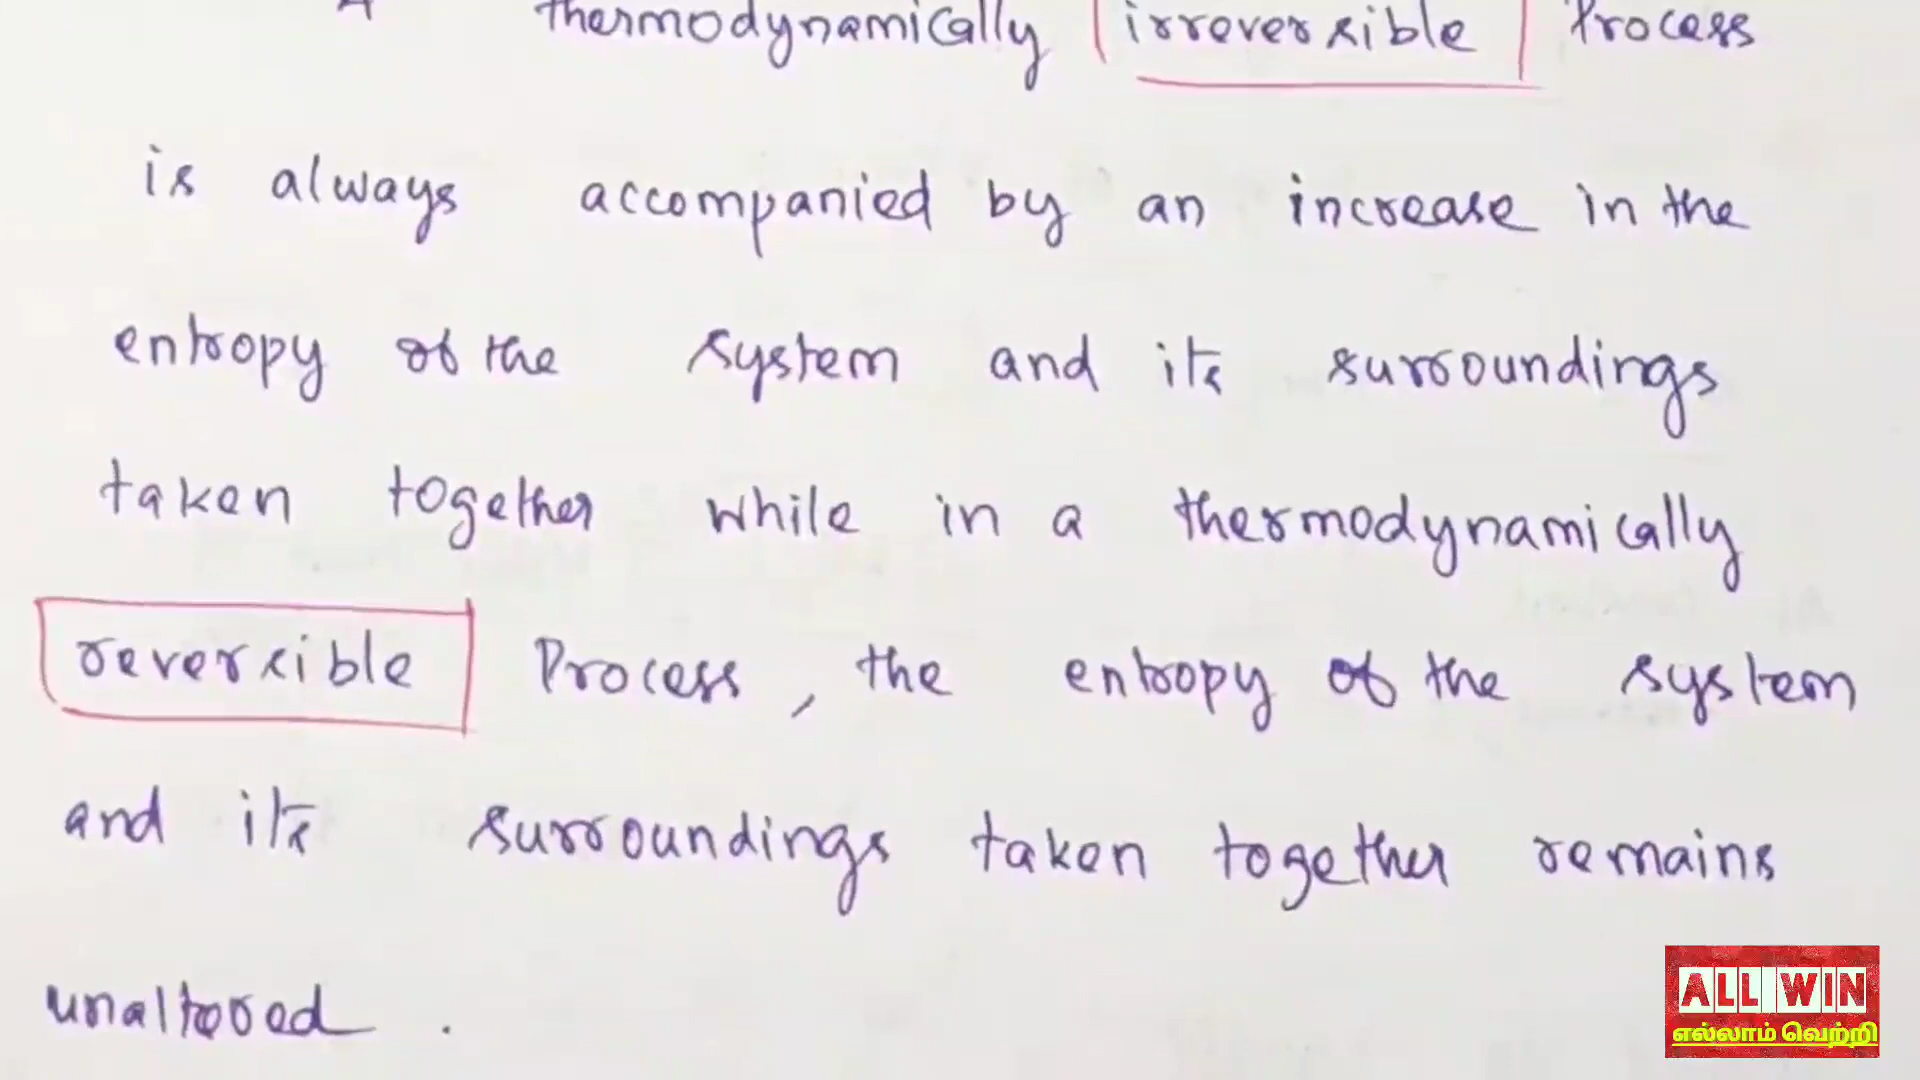 A thermodynamically irreversible Process
is always accompanied by an increase in the
entropy of the system and its surroundings
taken together while in a thermodynamically
reversible Process, the entropy of the system
and its surroundings taken together remains
unaltered.
ALL WIN
எல்லாம் வெற்றி